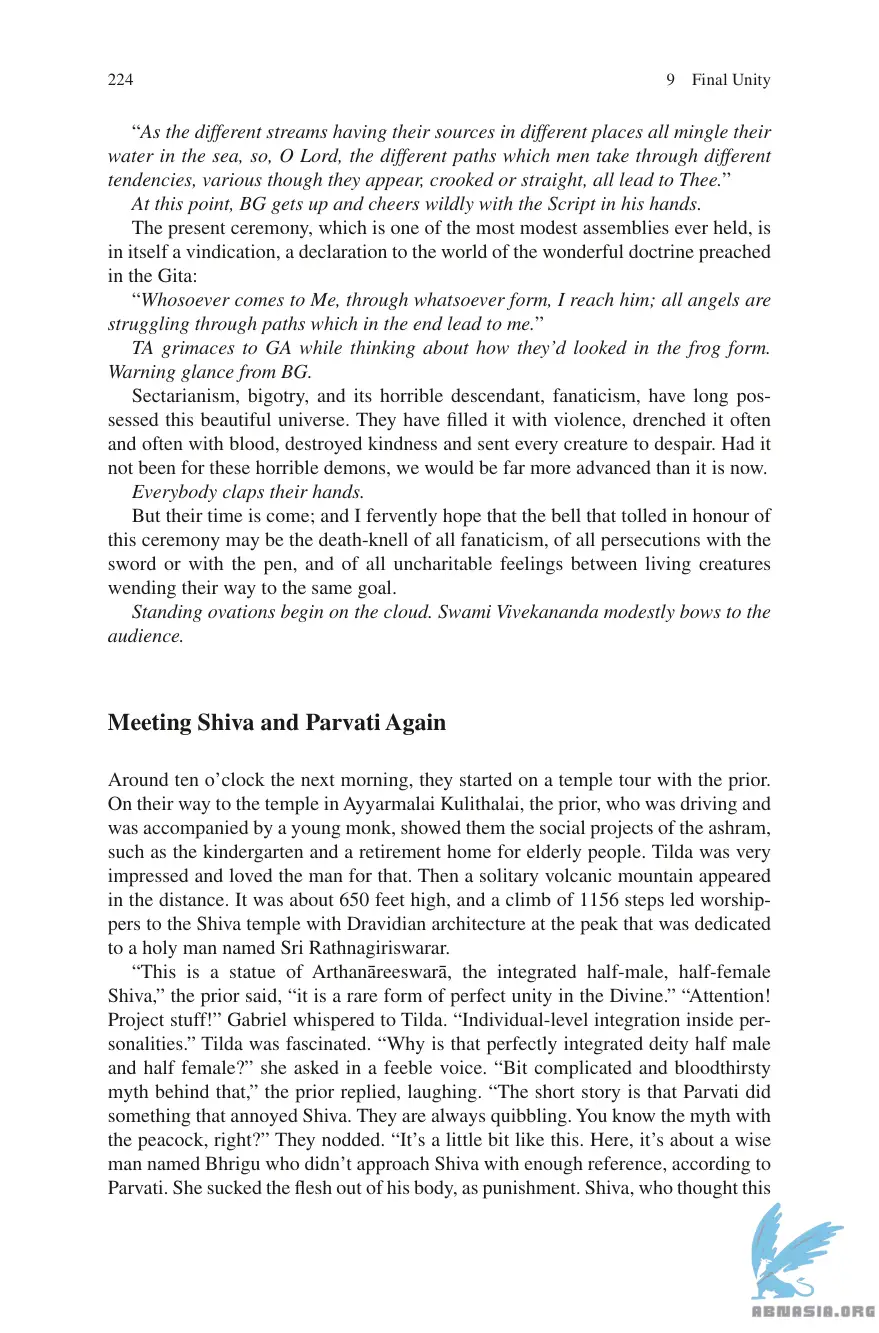 224
9 Final Unity
“As the different streams having their sources in different places all mingle their
water in the sea, so, O Lord, the different paths which men take through different
tendencies, various though they appear, crooked or straight, all lead to Thee.”
At this point, BG gets up and cheers wildly with the Script in his hands.
The present ceremony, which is one of the most modest assemblies ever held, is
in itself a vindication, a declaration to the world of the wonderful doctrine preached
in the Gita:
“Whosoever comes to Me, through whatsoever form, I reach him; all angels are
struggling through paths which in the end lead to me.”
TA grimaces to GA while thinking about how they’d looked in the frog form.
Warning glance from BG.
Sectarianism, bigotry, and its horrible descendant, fanaticism, have long pos-
sessed this beautiful universe. They have filled it with violence, drenched it often
and often with blood, destroyed kindness and sent every creature to despair. Had it
not been for these horrible demons, we would be far more advanced than it is now.
Everybody claps their hands.
But their time is come; and I fervently hope that the bell that tolled in honour of
this ceremony may be the death-knell of all fanaticism, of all persecutions with the
sword or with the pen, and of all uncharitable feelings between living creatures
wending their way to the same goal.
Standing ovations begin on the cloud. Swami Vivekananda modestly bows to the
audience.
Meeting Shiva and Parvati Again
Around ten o’clock the next morning, they started on a temple tour with the prior.
On their way to the temple in Ayyarmalai Kulithalai, the prior, who was driving and
was accompanied by a young monk, showed them the social projects of the ashram,
such as the kindergarten and a retirement home for elderly people. Tilda was very
impressed and loved the man for that. Then a solitary volcanic mountain appeared
in the distance. It was about 650 feet high, and a climb of 1156 steps led worship-
pers to the Shiva temple with Dravidian architecture at the peak that was dedicated
to a holy man named Sri Rathnagiriswarar.
“This is a statue of Arthanāreeswarā, the integrated half-male, half-female
Shiva,” the prior said, “it is a rare form of perfect unity in the Divine.” “Attention!
Project stuff!” Gabriel whispered to Tilda. “Individual-level integration inside per-
sonalities.” Tilda was fascinated. “Why is that perfectly integrated deity half male
and half female?” she asked in a feeble voice. “Bit complicated and bloodthirsty
myth behind that,” the prior replied, laughing. “The short story is that Parvati did
something that annoyed Shiva. They are always quibbling. You know the myth with
the peacock, right?” They nodded. “It’s a little bit like this. Here, it’s about a wise
man named Bhrigu who didn’t approach Shiva with enough reference, according to
Parvati. She sucked the flesh out of his body, as punishment. Shiva, who thought this
ABNASIA.ORG